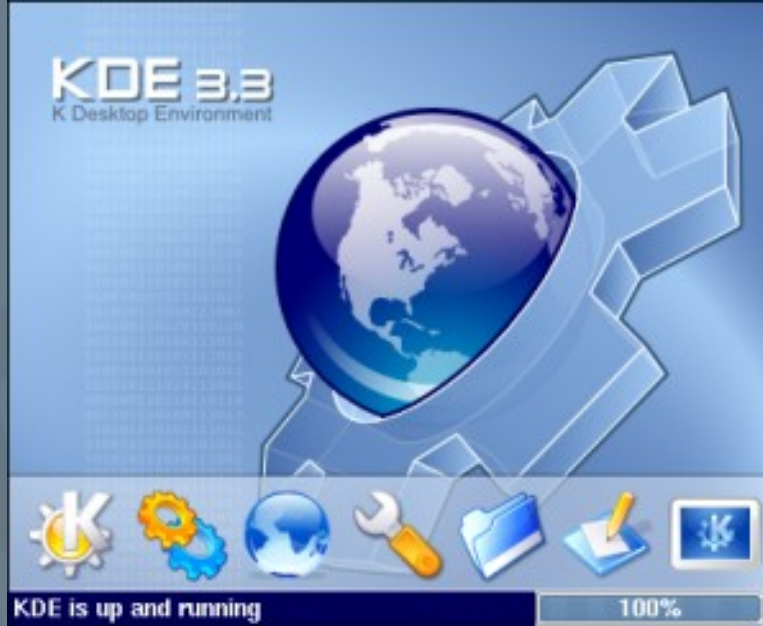 KDE 3.3
K Desktop Environment
KDE is up and running
100%